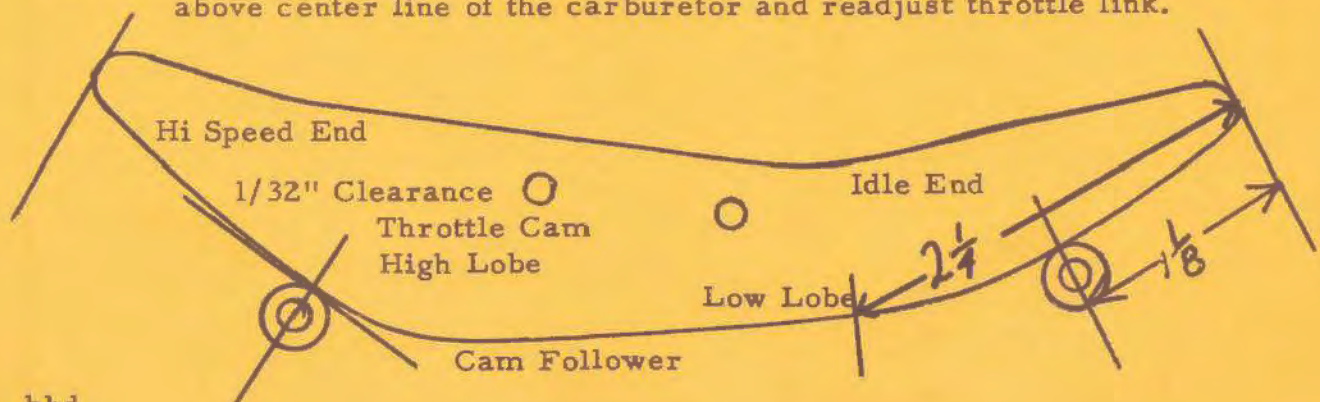 above center line of the carburetor and readjust throttle link.
Hi Speed End
1/32" Clearance
Throttle Cam
High Lobe
Idle End
2 1/4
1 1/8
Low Lobe
Cam Follower